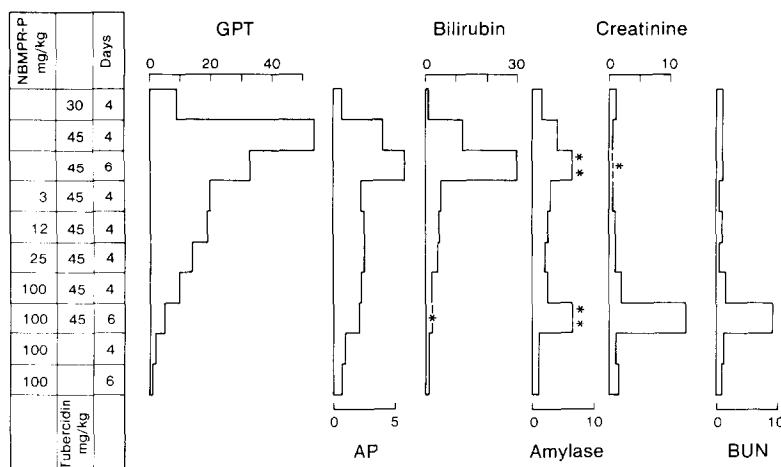 GPT Bilirubin Creatinine
NBMPR-P mg/kg Days
0 20 40 0 10 20 30 0 10
30 4
45 4
45 6 * * *
3 45 4
12 45 4
25 45 4
100 45 4
100 45 6 * * *
100 4
100 6
Tubercidin mg/kg
0 5 0 10 0 10
AP Amylase BUN